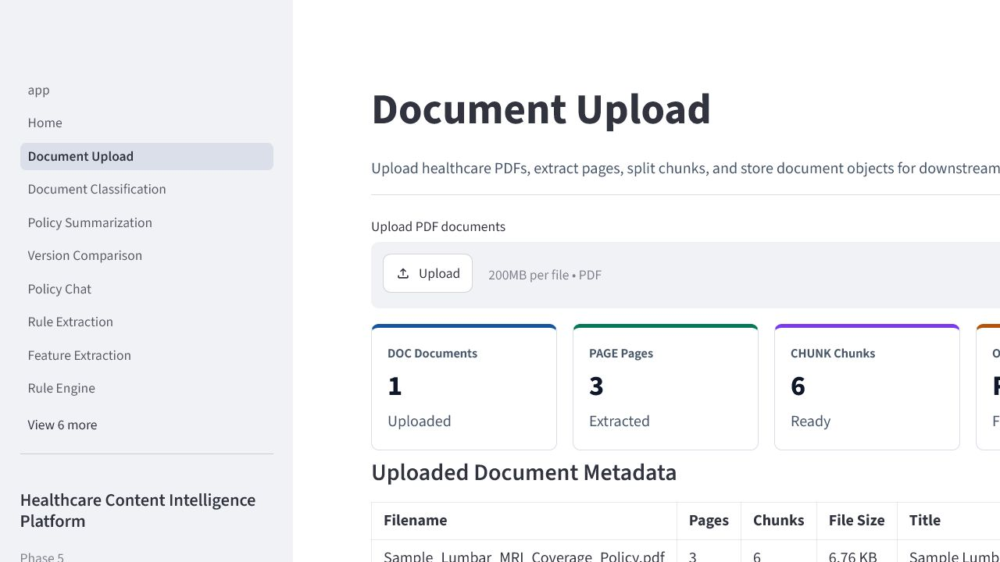 app
Home
Document Upload
Document Classification
Policy Summarization
Version Comparison
Policy Chat
Rule Extraction
Feature Extraction
Rule Engine
View 6 more
Healthcare Content Intelligence
Platform
Phase 5
Document Upload
Upload healthcare PDFs, extract pages, split chunks, and store document objects for downstream
Upload PDF documents
Upload
200MB per file • PDF
DOC Documents
1
Uploaded
PAGE Pages
3
Extracted
CHUNK Chunks
6
Ready
Uploaded Document Metadata
Filename Pages Chunks File Size Title
Sample_Lumbar_MRI_Coverage_Policy.pdf 3 6 6.76 KB Sample Lumb